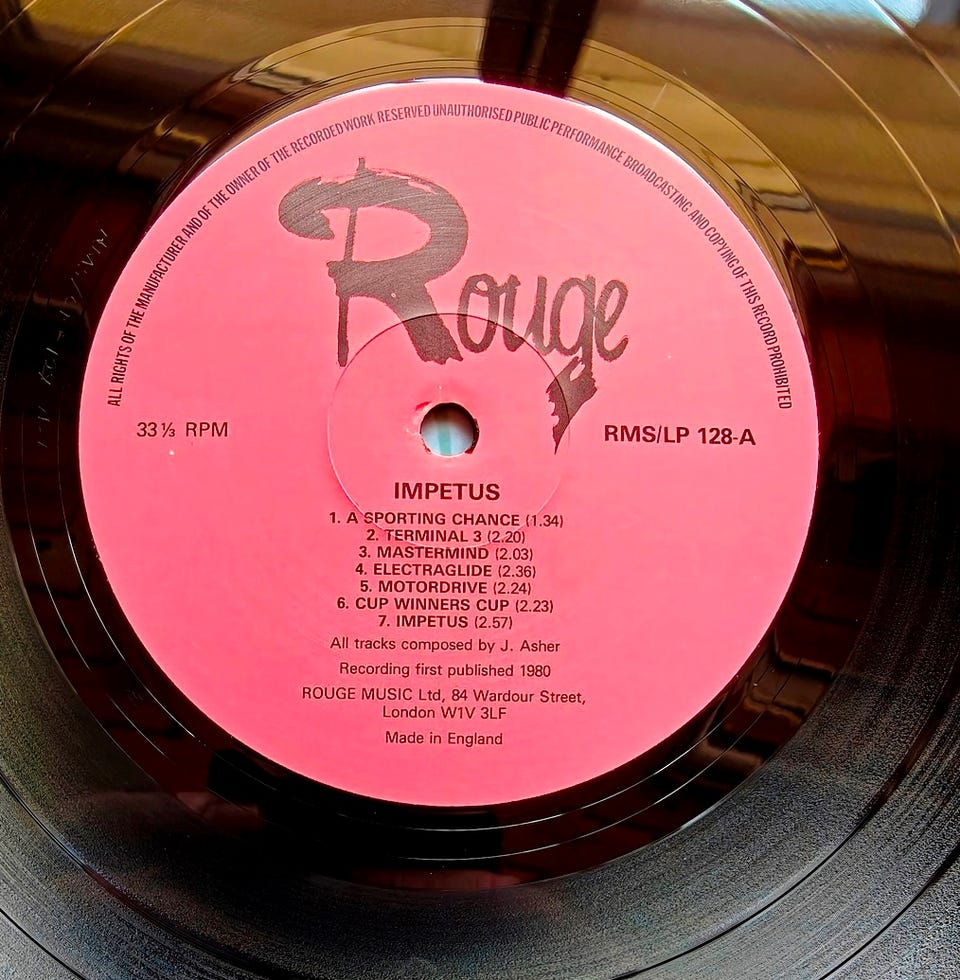 ALL RIGHTS OF THE MANUFACTURER AND OF THE OWNER OF THE RECORDED WORK RESERVED UNAUTHORISED PUBLIC PERFORMANCE BROADCASTING AND COPYING OF THIS RECORD PROHIBITED
Rouge
33⅓ RPM
RMS/LP 128-A
IMPETUS
1. A SPORTING CHANCE (1.34)
2. TERMINAL 3 (2.20)
3. MASTERMIND (2.03)
4. ELECTRAGLIDE (2.36)
5. MOTORDRIVE (2.24)
6. CUP WINNERS CUP (2.23)
7. IMPETUS (2.57)
All tracks composed by J. Asher
Recording first published 1980
ROUGE MUSIC Ltd, 84 Wardour Street,
London W1V 3LF
Made in England